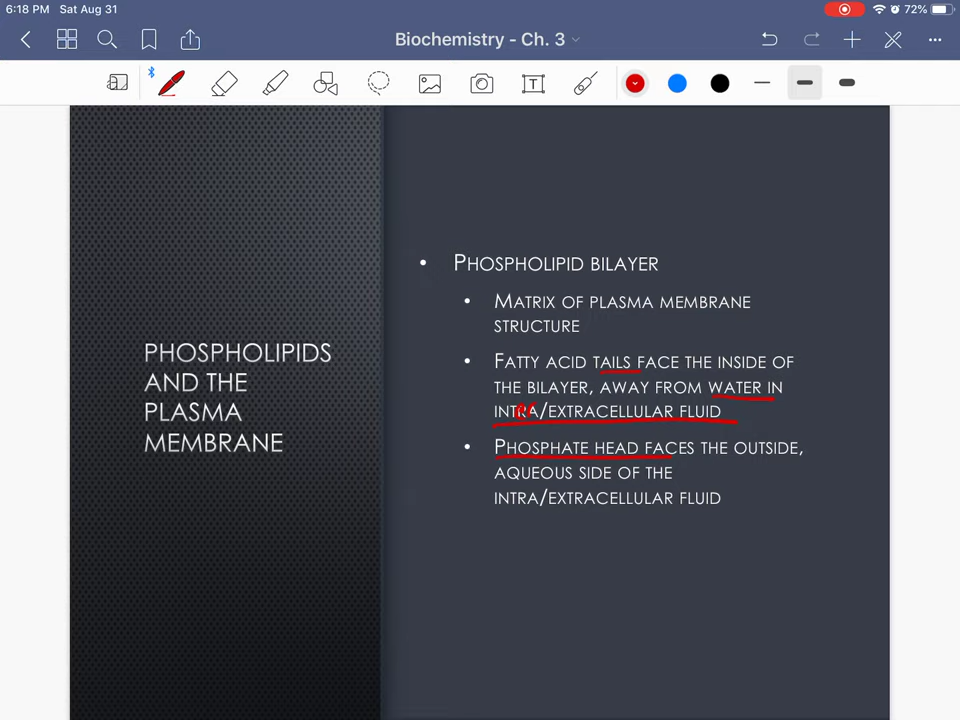 6:18 PM Sat Aug 31
72%
Biochemistry - Ch. 3
T
PHOSPHOLIPIDS
AND THE
PLASMA
MEMBRANE
• PHOSPHOLIPID BILAYER
• MATRIX OF PLASMA MEMBRANE
STRUCTURE
• FATTY ACID TAILS FACE THE INSIDE OF
THE BILAYER, AWAY FROM WATER IN
INTRA/EXTRACELLULAR FLUID
• PHOSPHATE HEAD FACES THE OUTSIDE,
AQUEOUS SIDE OF THE
INTRA/EXTRACELLULAR FLUID